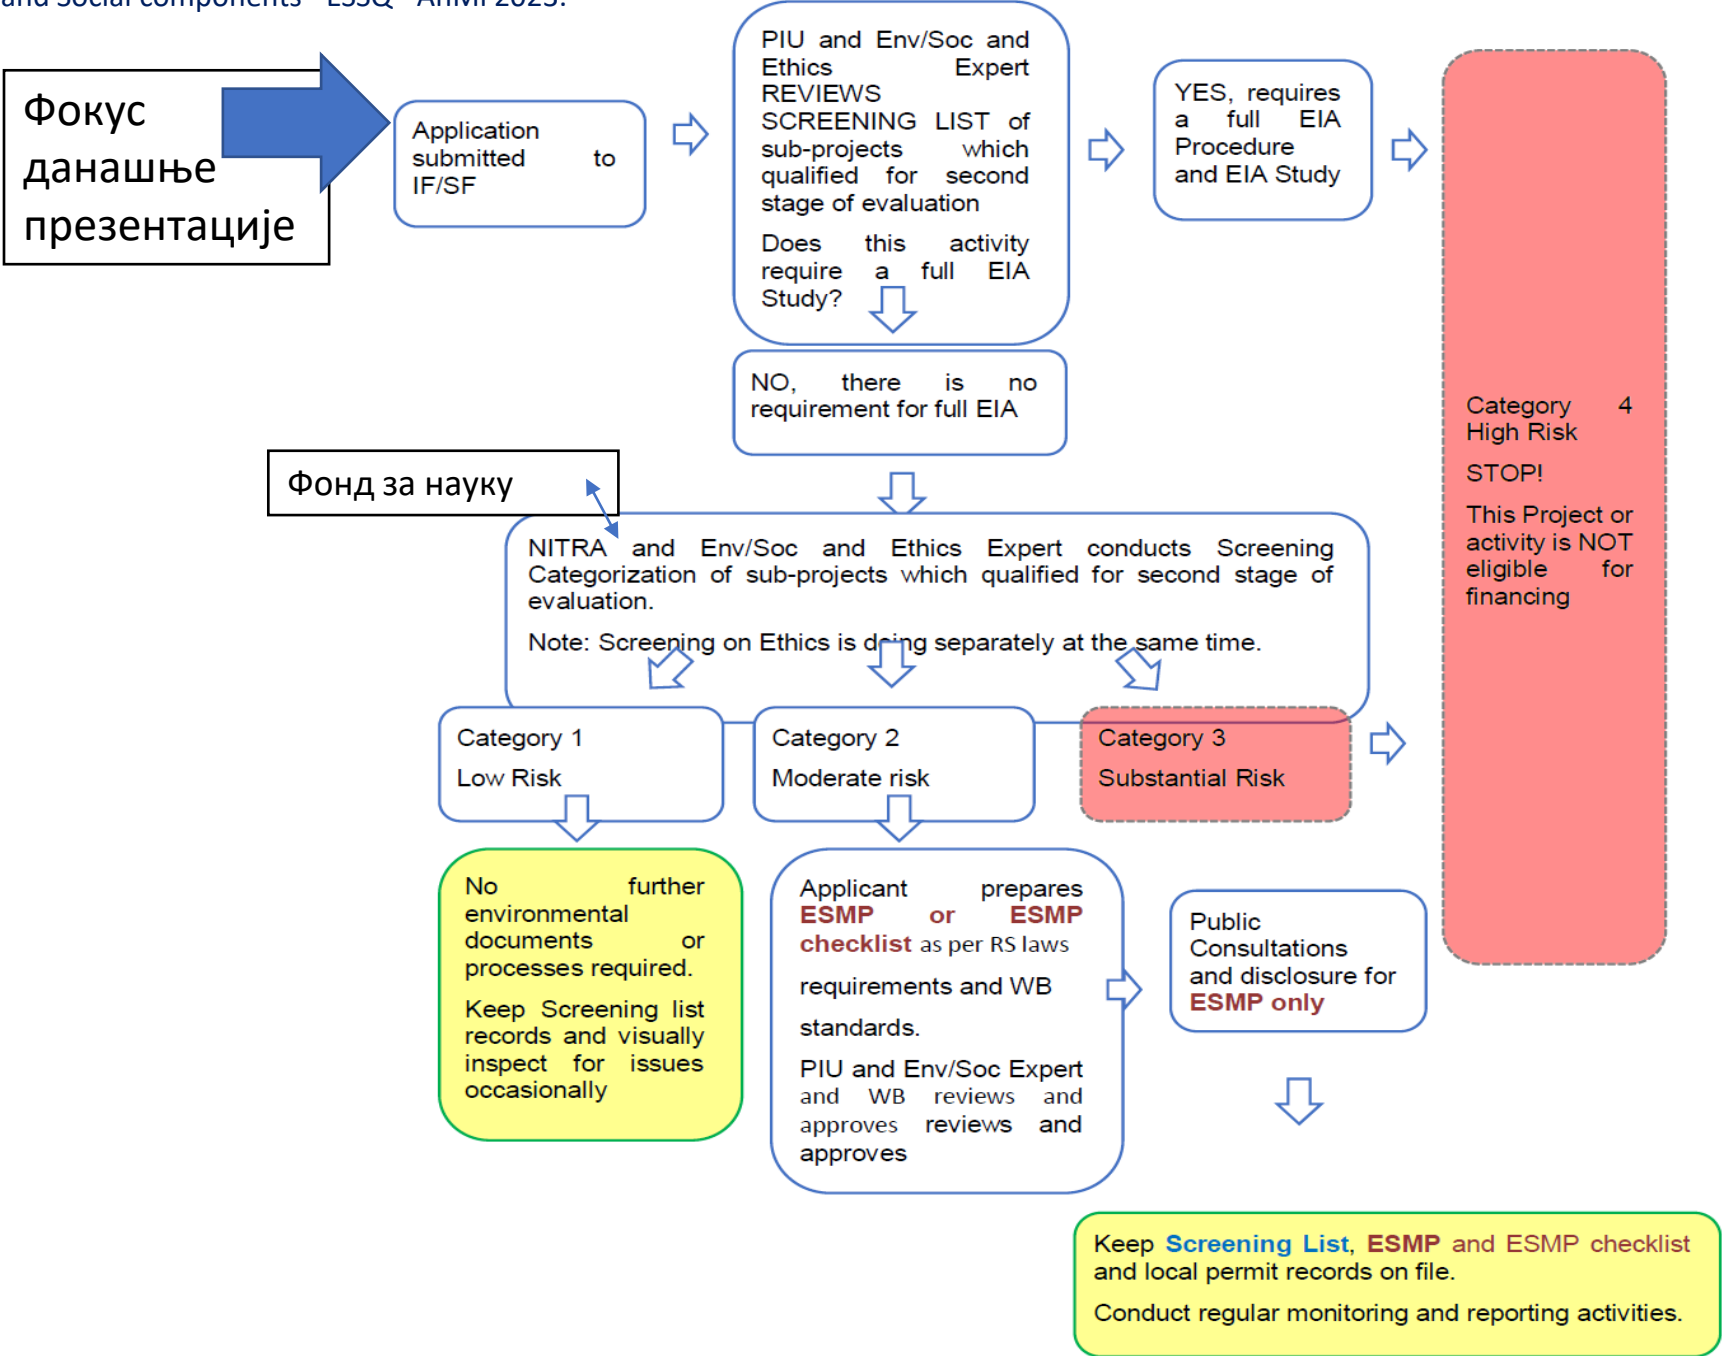 and Social components - ESSQ - АпМI 2023.
Фокус
данашње
презентације
Application
submitted to
IF/SF
PIU and Env/Soc and
Ethics Expert
REVIEWS
SCREENING LIST of
sub-projects which
qualified for second
stage of evaluation
Does this activity
require a full EIA
Study?
YES, requires
a full EIA
Procedure
and EIA Study
NO, there is no
requirement for full EIA
Category 4
High Risk
STOP!
This Project or
activity is NOT
eligible for
financing
Фонд за науку
NITRA and Env/Soc and Ethics Expert conducts Screening
Categorization of sub-projects which qualified for second stage of
evaluation.
Note: Screening on Ethics is doing separately at the same time.
Category 1
Low Risk
Category 2
Moderate risk
Category 3
Substantial Risk
No further
environmental
documents or
processes required.
Keep Screening list
records and visually
inspect for issues
occasionally
Applicant prepares
ESMP or ESMP
checklist as per RS laws
requirements and WB
standards.
PIU and Env/Soc Expert
and WB reviews and
approves reviews and
approves
Public
Consultations
and disclosure for
ESMP only
Keep Screening List, ESMP and ESMP checklist
and local permit records on file.
Conduct regular monitoring and reporting activities.